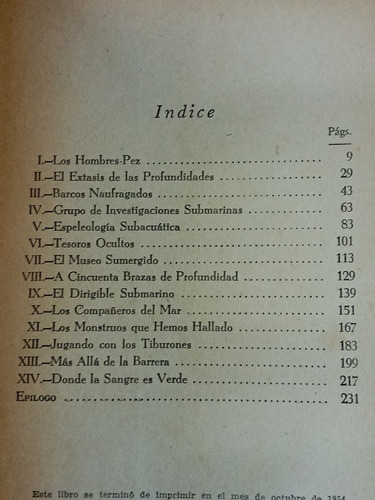 Indice
Págs.
I.—Los Hombres-Pez .......................... 9
II.—El Extasis de las Profundidades ............... 29
III.—Barcos Naufragados .......................... 43
IV.—Grupo de Investigaciones Submarinas ........... 63
V.—Espeleología Subacuática ..................... 83
VI.—Tesoros Ocultos .............................. 101
VII.—El Museo Sumergido ......................... 113
VIII.—A Cincuenta Brazas de Profundidad ........... 129
IX.—El Dirigible Submarino ...................... 139
X.—Los Compañeros del Mar ..................... 151
XI.—Los Monstruos que Hemos Hallado ............. 167
XII.—Jugando con los Tiburones ................... 183
XIII.—Más Allá de la Barrera ...................... 199
XIV.—Donde la Sangre es Verde .................... 217
EPILOGO ........................................ 231
Este libro se terminó de imprimir en el mes de octubre de 1954